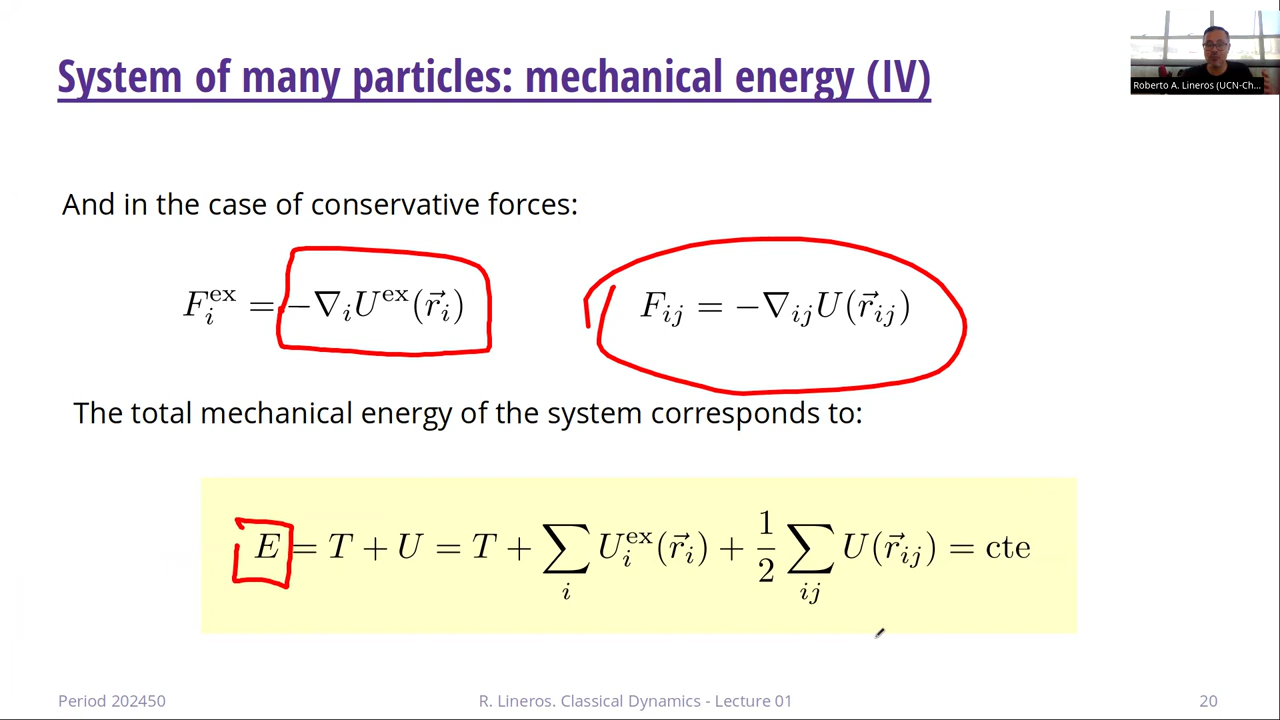 System of many particles: mechanical energy (IV)
Roberto A. Lineros (UCN-Ch...
And in the case of conservative forces:
F_i^ex = −∇_i U^ex(r⃗_i)    F_ij = −∇_ij U(r⃗_ij)
The total mechanical energy of the system corresponds to:
E = T + U = T + ∑_i U_i^ex(r⃗_i) + 1/2 ∑_ij U(r⃗_ij) = cte
Period 202450    R. Lineros. Classical Dynamics - Lecture 01    20